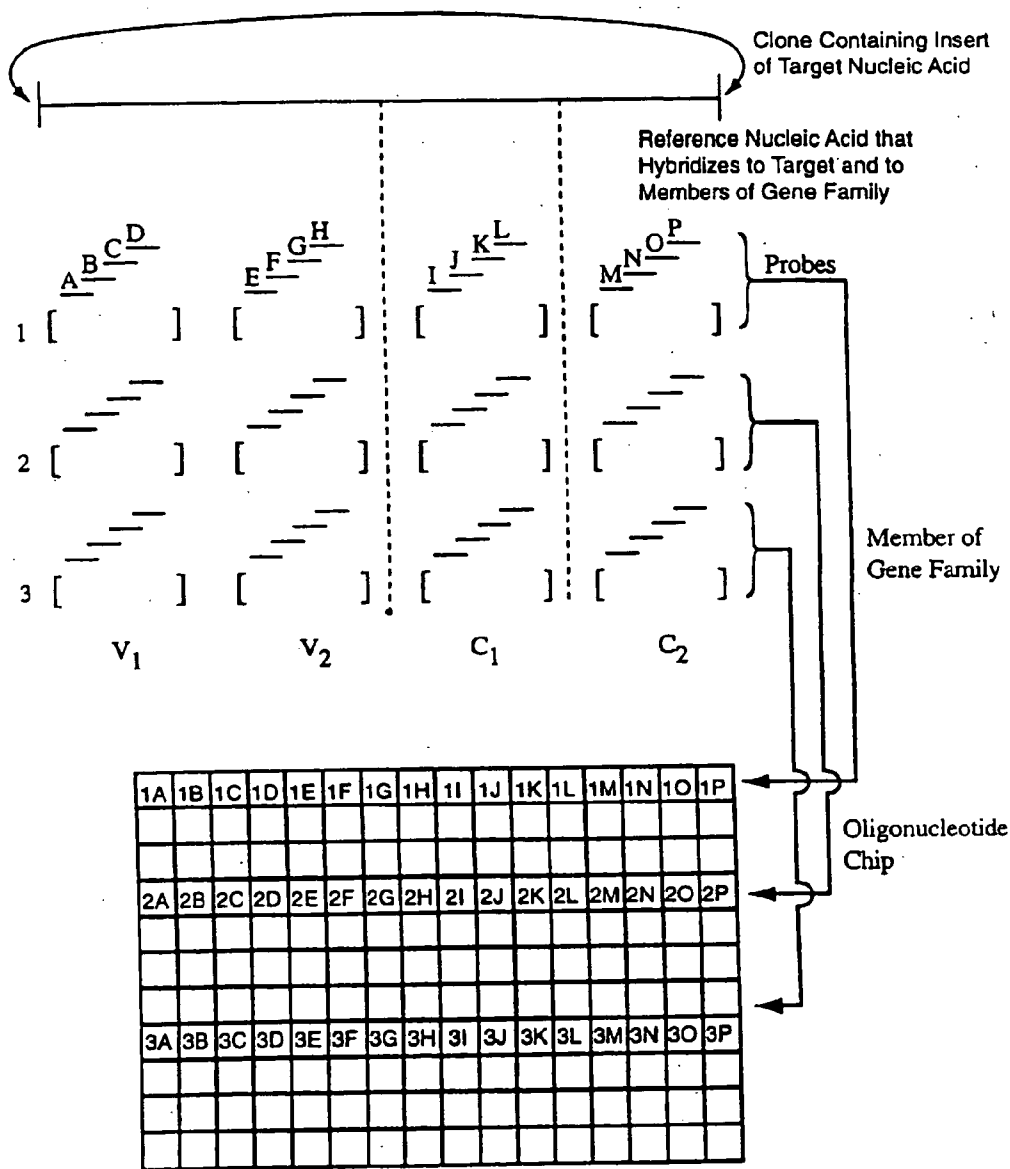 Clone Containing Insert
of Target Nucleic Acid
Reference Nucleic Acid that
Hybridizes to Target and to
Members of Gene Family
A B C D E F G H I J K L M N O P
Probes
1 [ ] [ ] [ ] [ ]
2 [ ] [ ] [ ] [ ]
Member of
Gene Family
3 [ ] [ ] [ ] [ ]
V1 V2 C1 C2
1A 1B 1C 1D 1E 1F 1G 1H 1I 1J 1K 1L 1M 1N 1O 1P
Oligonucleotide
Chip
2A 2B 2C 2D 2E 2F 2G 2H 2I 2J 2K 2L 2M 2N 2O 2P
3A 3B 3C 3D 3E 3F 3G 3H 3I 3J 3K 3L 3M 3N 3O 3P